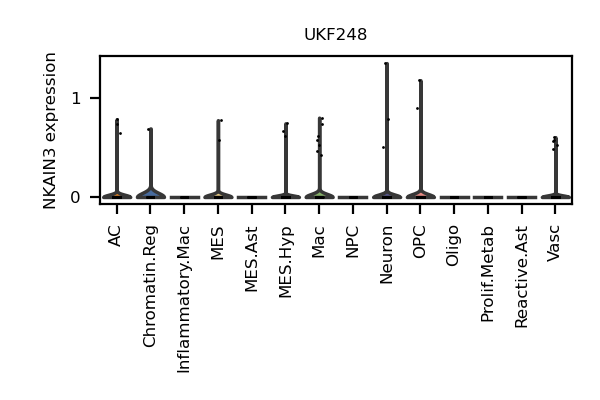 UKF248
NKAIN3 expression
1
0
AC
Chromatin.Reg
Inflammatory.Mac
MES
MES.Ast
MES.Hyp
Mac
NPC
Neuron
OPC
Oligo
Prolif.Metab
Reactive.Ast
Vasc